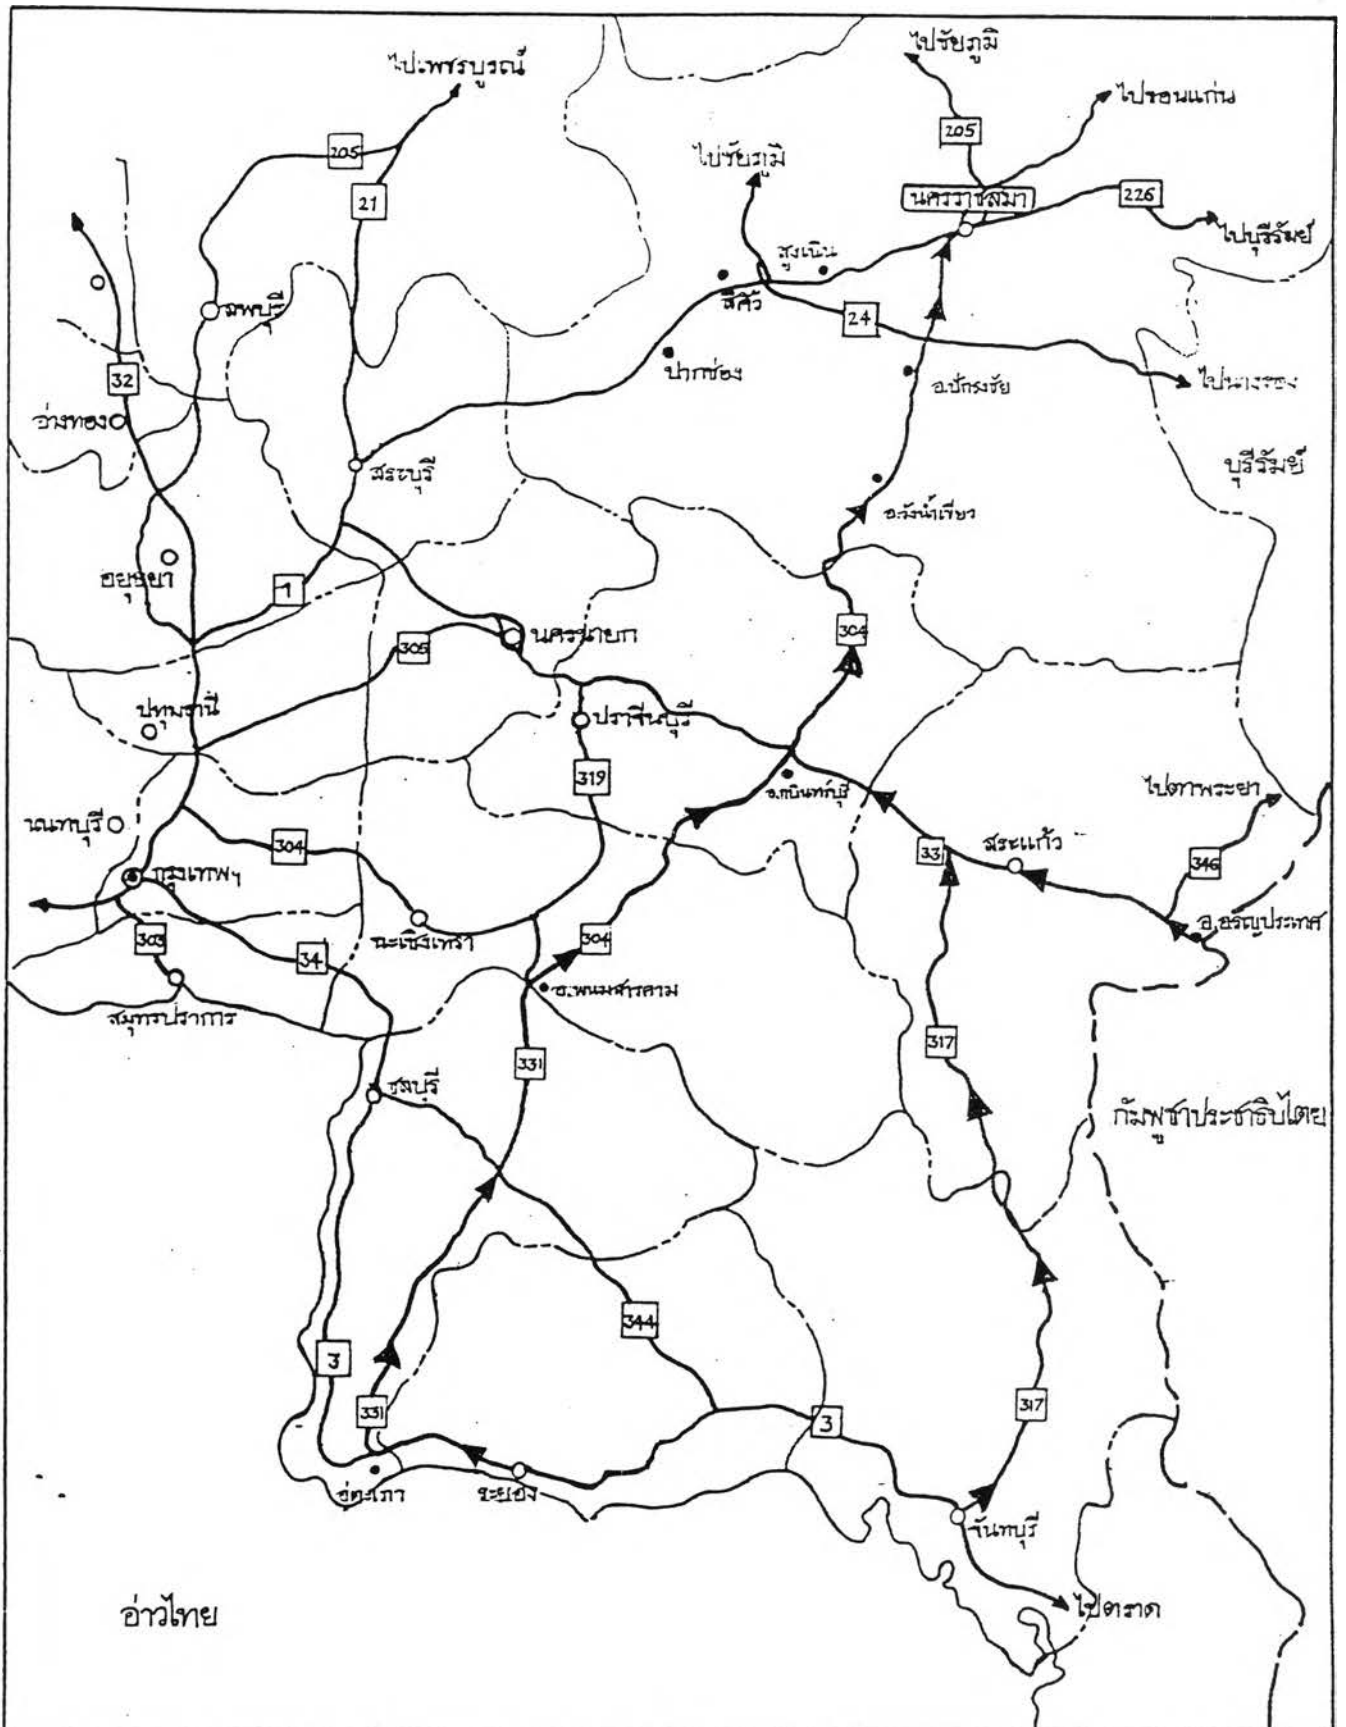 ไปชัยภูมิ
ไปเพชรบูรณ์
ไปขอนแก่น
205
205
ไปชัยภูมิ
21
นครราชสีมา
226
ไปบุรีรัมย์
สูงเนิน
สีคิ้ว
ลพบุรี
24
ปากช่อง
32
ไปนางรอง
อ.ปักธงชัย
อ่างทอง
สระบุรี
บุรีรัมย์
อ.วังน้ำเขียว
อยุธยา
1
304
305
นครนายก
ปทุมธานี
ปราจีนบุรี
319
อ.กบินทร์บุรี
ไปตาพระยา
นนทบุรี
304
สระแก้ว
33
346
กรุงเทพฯ
ฉะเชิงเทรา
อ.อรัญประเทศ
303
34
304
อ.พนมสารคาม
สมุทรปราการ
317
331
ชลบุรี
กัมพูชาประชาธิปไตย
344
3
331
317
3
อู่ตะเภา
ระยอง
จันทบุรี
อ่าวไทย
ไปตราด